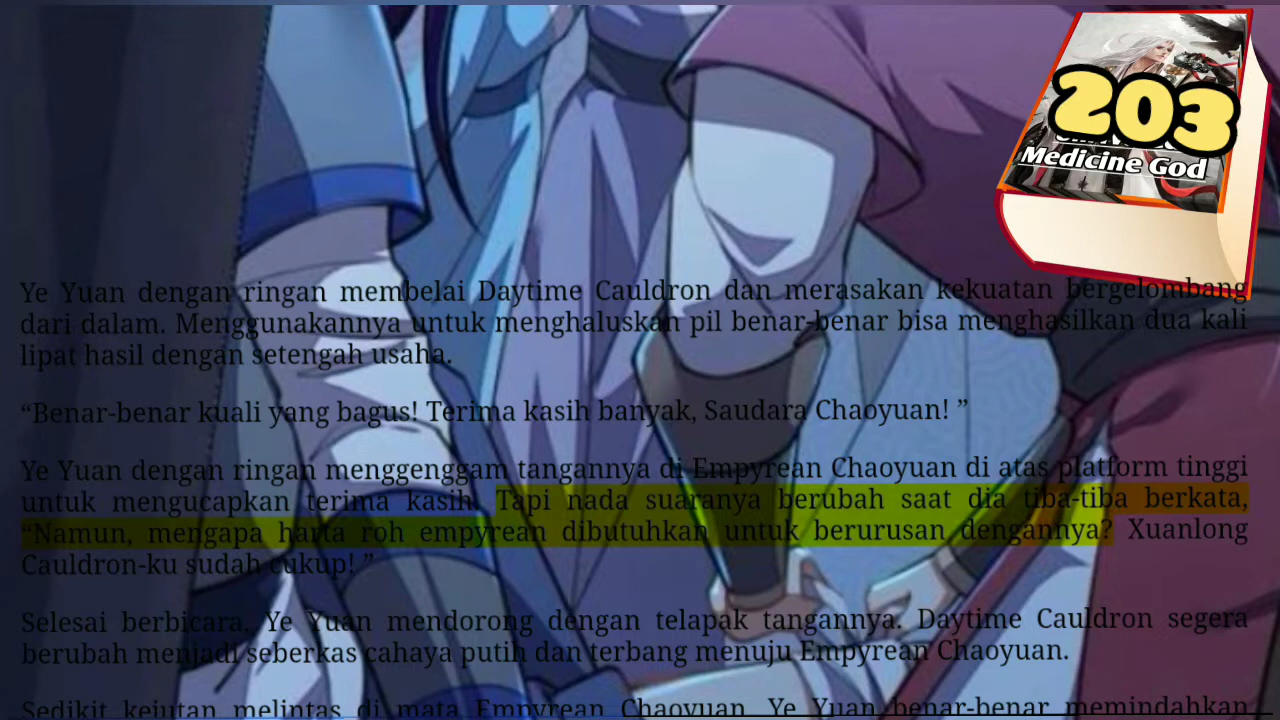 203
Medicine God
Ye Yuan dengan ringan membelai Daytime Cauldron dan merasakan kekuatan bergelombang
dari dalam. Menggunakannya untuk menghaluskan pil benar-benar bisa menghasilkan dua kali
lipat hasil dengan setengah usaha.
“Benar-benar kuali yang bagus! Terima kasih banyak, Saudara Chaoyuan! ”
Ye Yuan dengan ringan menggenggam tangannya di Empyrean Chaoyuan di atas platform tinggi
untuk mengucapkan terima kasih. Tapi nada suaranya berubah saat dia tiba-tiba berkata,
“Namun, mengapa harta roh empyrean dibutuhkan untuk berurusan dengannya? Xuanlong
Cauldron-ku sudah cukup! ”
Selesai berbicara, Ye Yuan mendorong dengan telapak tangannya. Daytime Cauldron segera
berubah menjadi seberkas cahaya putih dan terbang menuju Empyrean Chaoyuan.
Sedikit kejutan melintas di mata Empyrean Chaoyuan. Ye Yuan benar-benar memindahkan